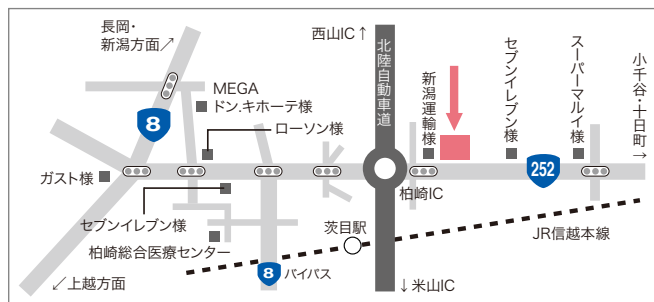 長岡・
新潟方面↗
西山IC↑
北陸自動車道
新潟運輸様
セブンイレブン様
スーパーマルイ様
小千谷・十日町→
MEGA
ドン.キホーテ様
8
ローソン様
ガスト様
252
柏崎IC
セブンイレブン様
茨目駅
柏崎総合医療センター
JR信越本線
8
バイパス
↙上越方面
↓米山IC